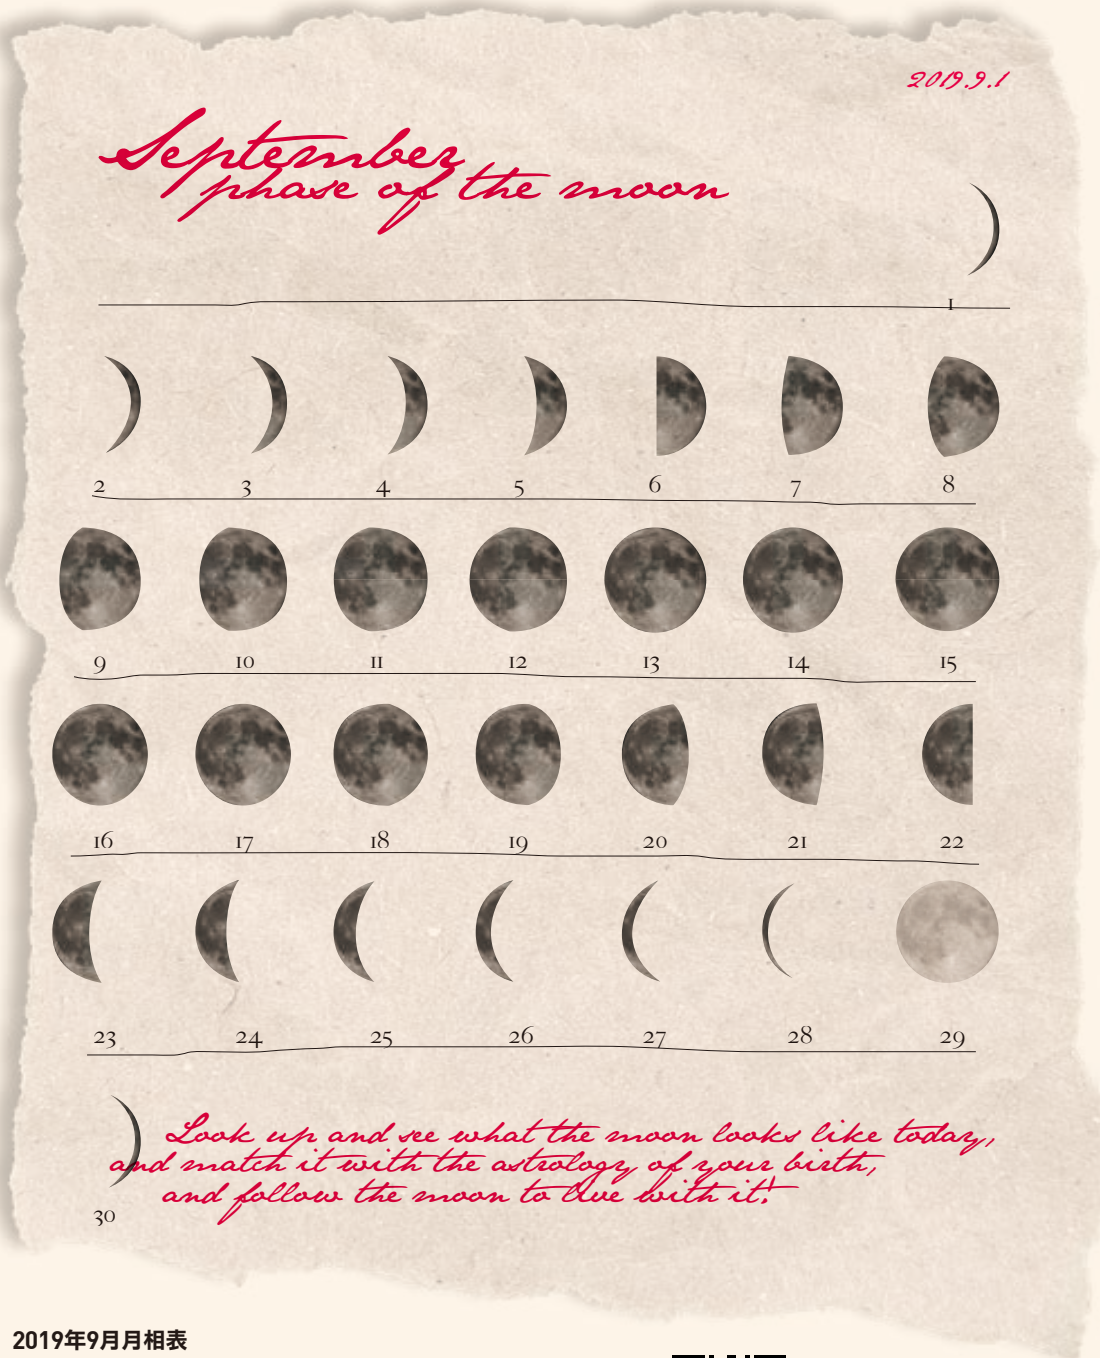 2019.9.1
September
phase of the moon
1
2 3 4 5 6 7 8
9 10 11 12 13 14 15
16 17 18 19 20 21 22
23 24 25 26 27 28 29
Look up and see what the moon looks like today,
and match it with the astrology of your birth,
and follow the moon to live with it!
30
2019年9月月相表